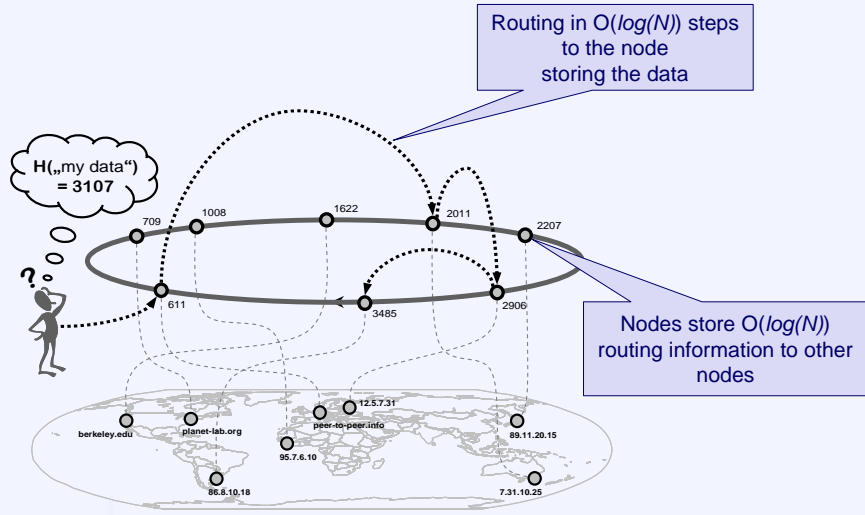 Routing in O(log(N)) steps
to the node
storing the data
H(„my data“)
= 3107
1622
2011
1008
709
2207
?
611
2906
3485
Nodes store O(log(N))
routing information to other
nodes
12.5.7.31
berkeley.edu
planet-lab.org
peer-to-peer.info
89.11.20.15
95.7.6.10
86.8.10.18
7.31.10.25